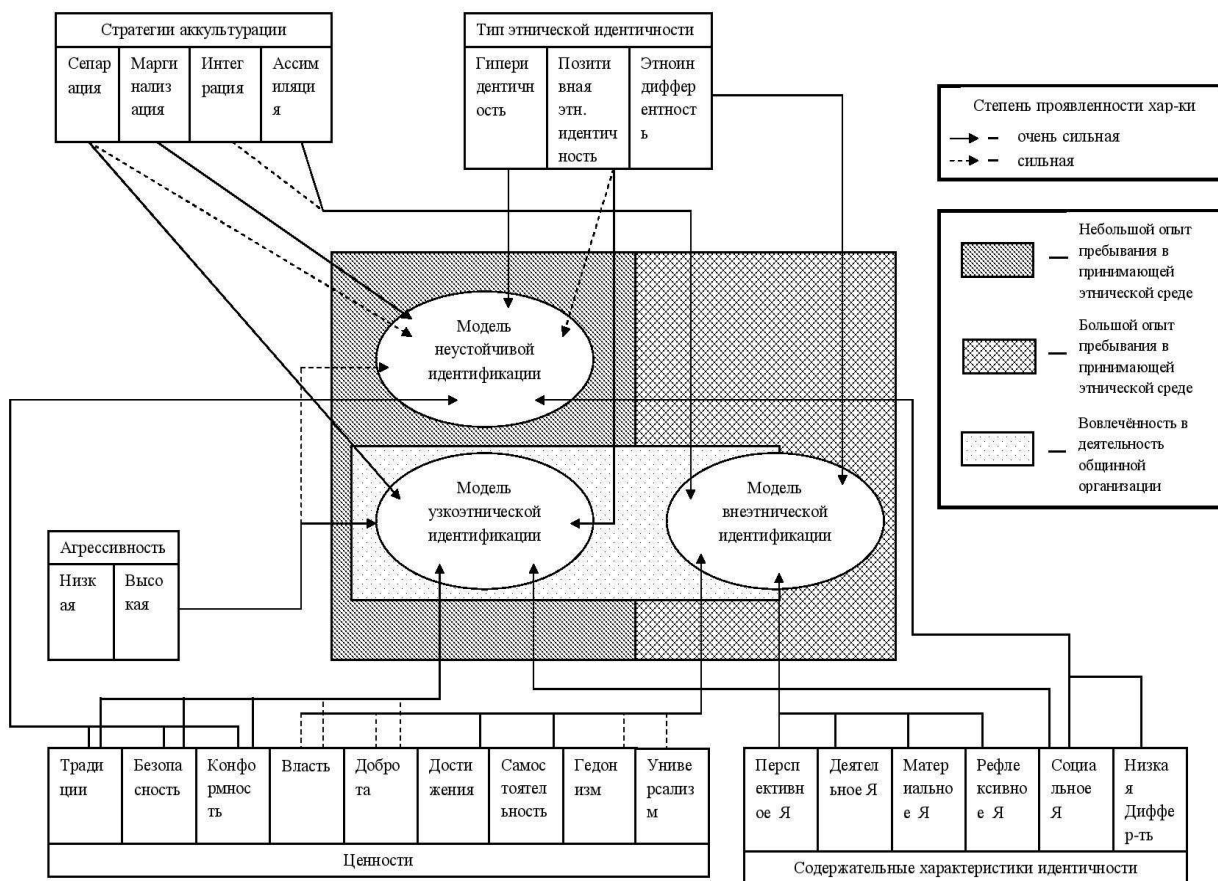 Стратегии аккультурации
Сепар
ация
Марги
нализ
ация
Интег
рация
Ассим
иляци
я
Тип этнической идентичности
Гипери
дентич
ность
Позити
вная
этн.
идентич
ность
Этноин
диффер
ентност
ь
Степень проявленности хар-ки
– очень сильная
– сильная
Небольшой опыт
пребывания в
принимающей
этнической среде
Большой опыт
пребывания в
принимающей
этнической среде
Вовлечённость в
деятельность
общинной
организации
Модель
неустойчивой
идентификации
Модель
узкоэтнической
идентификации
Модель
внеэтнической
идентификации
Агрессивность
Низк
ая
Высо
кая
Тради
ции
Безопа
сность
Конфо
рмнос
ть
Власть
Добро
та
Дости
жения
Самос
тоятел
ьность
Гедон
изм
Униве
рсализ
м
Ценности
Персп
ективн
ое Я
Деятел
ьное Я
Матер
иально
е Я
Рефле
ксивно
е Я
Социа
льное
Я
Низка
я
Диффе
р-ть
Содержательные характеристики идентичности